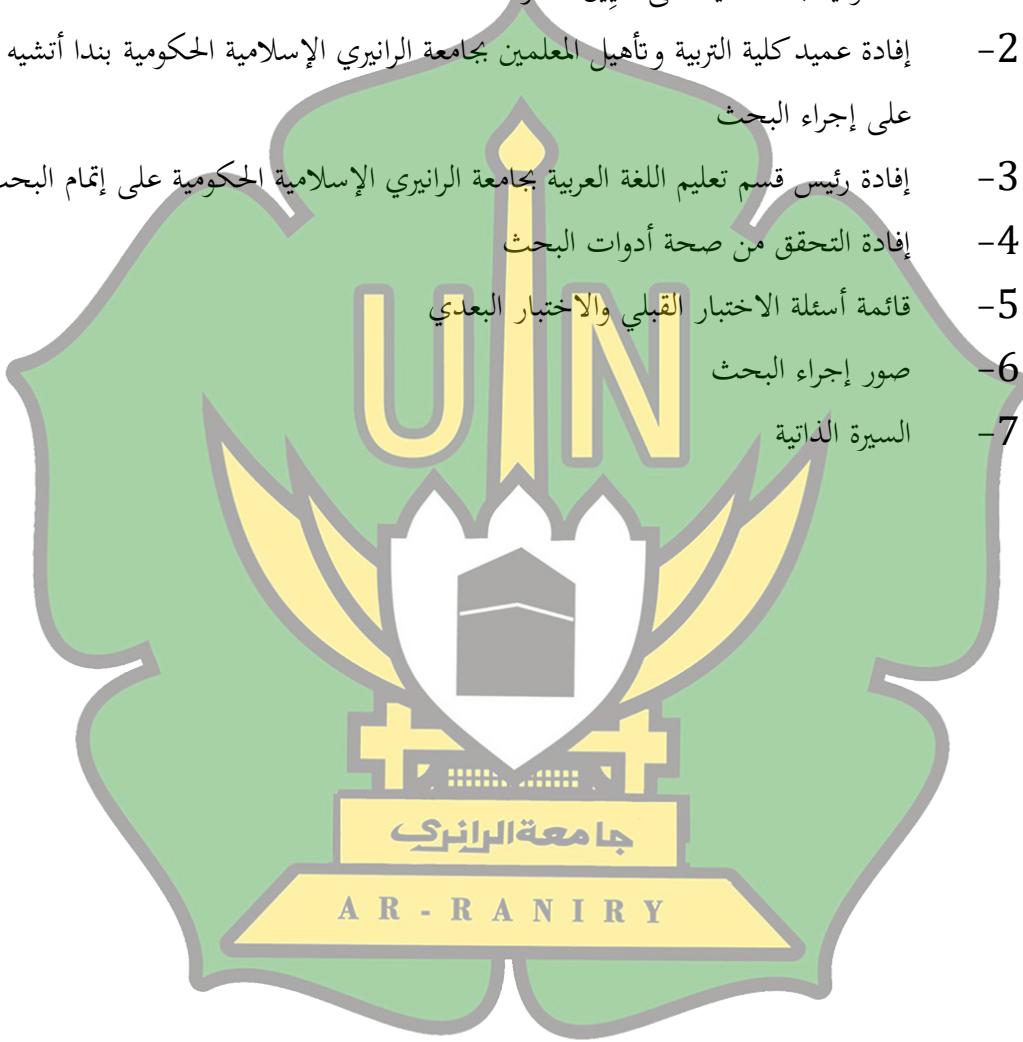 2- إفادة عميد كلية التربية وتأهيل المعلمين بجامعة الرانيري الإسلامية الحكومية بندا أتشيه
على إجراء البحث
3- إفادة رئيس قسم تعليم اللغة العربية بجامعة الرانيري الإسلامية الحكومية على إتمام البحث
4- إفادة التحقق من صحة أدوات البحث
5- قائمة أسئلة الاختبار القبلي والاختبار البعدي
6- صور إجراء البحث
7- السيرة الذاتية
UIN
جامعة الرانري
AR-RANIRY